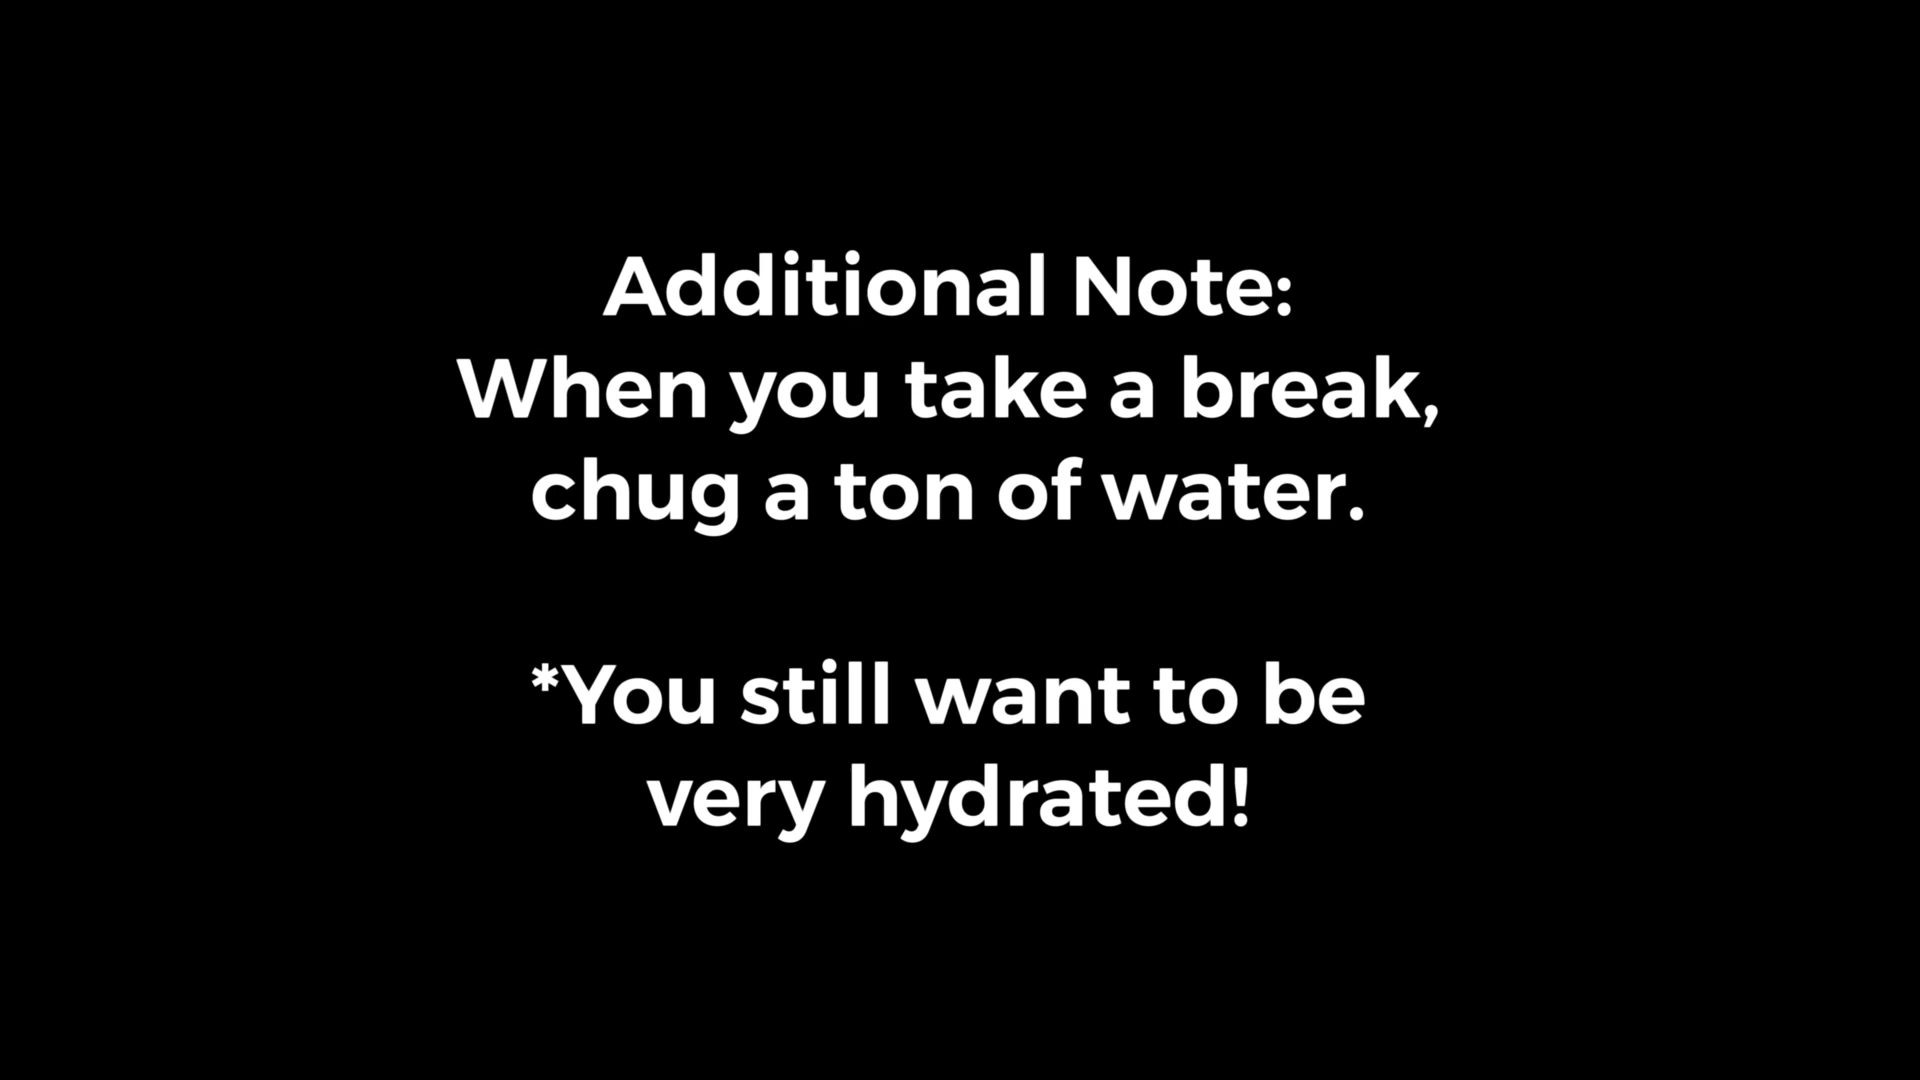 Additional Note:
When you take a break,
chug a ton of water.
*You still want to be
very hydrated!